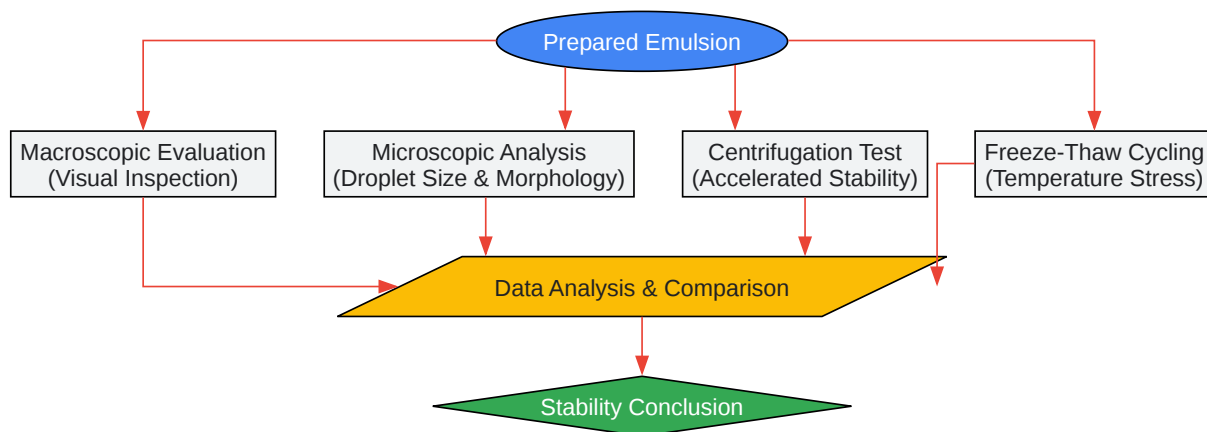 Prepared Emulsion
Macroscopic Evaluation
(Visual Inspection)
Microscopic Analysis
(Droplet Size & Morphology)
Centrifugation Test
(Accelerated Stability)
Freeze-Thaw Cycling
(Temperature Stress)
Data Analysis & Comparison
Stability Conclusion